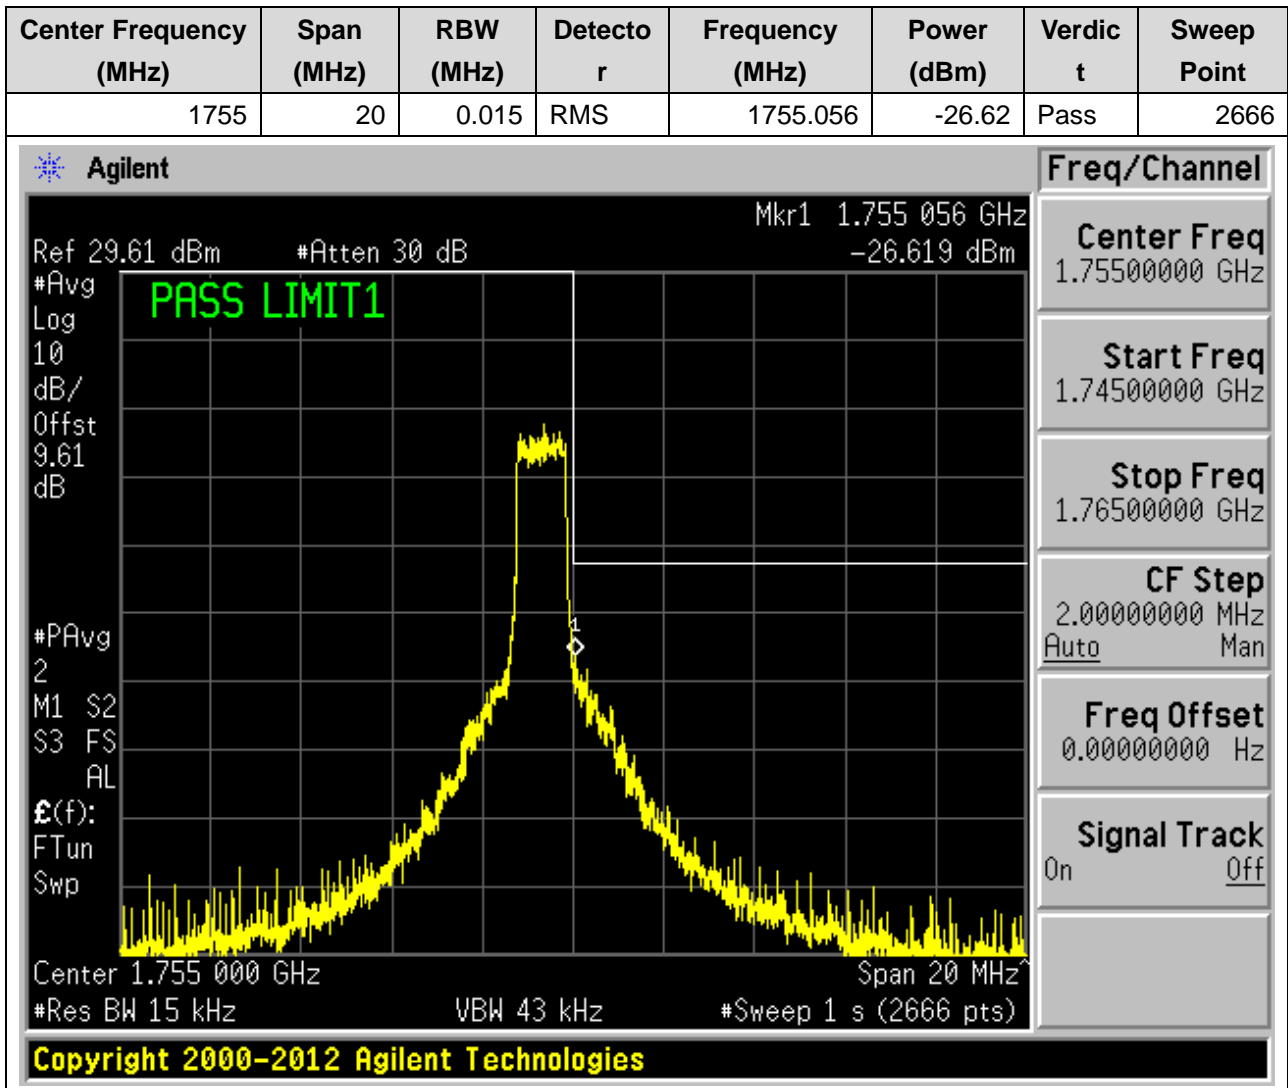 Center Frequency (MHz) Span (MHz) RBW (MHz) Detecto r Frequency (MHz) Power (dBm) Verdic t Sweep Point
1755 20 0.015 RMS 1755.056 -26.62 Pass 2666
Agilent
Freq/Channel
Mkr1 1.755 056 GHz
Ref 29.61 dBm #Atten 30 dB -26.619 dBm
#Avg
Log
10
dB/
Offst
9.61
dB
PASS LIMIT1
1
#PAvg
2
M1 S2
S3 FS
AL
£(f):
FTun
Swp
Center 1.755 000 GHz Span 20 MHz^
#Res BW 15 kHz VBW 43 kHz #Sweep 1 s (2666 pts)
Center Freq
1.75500000 GHz
Start Freq
1.74500000 GHz
Stop Freq
1.76500000 GHz
CF Step
2.00000000 MHz
Auto Man
Freq Offset
0.00000000 Hz
Signal Track
On Off
Copyright 2000-2012 Agilent Technologies